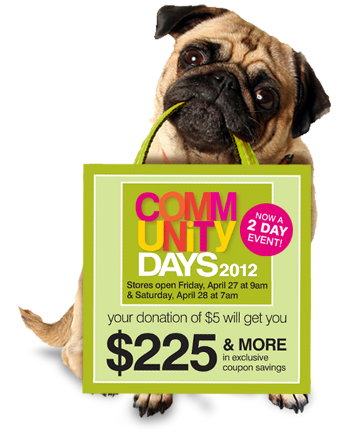 COMM
UNiTy
DAYS 2012
NOW A
2 DAY
EVENT!
Stores open Friday, April 27 at 9am
& Saturday, April 28 at 7am
your donation of $5 will get you
$225 & MORE
in exclusive
coupon savings